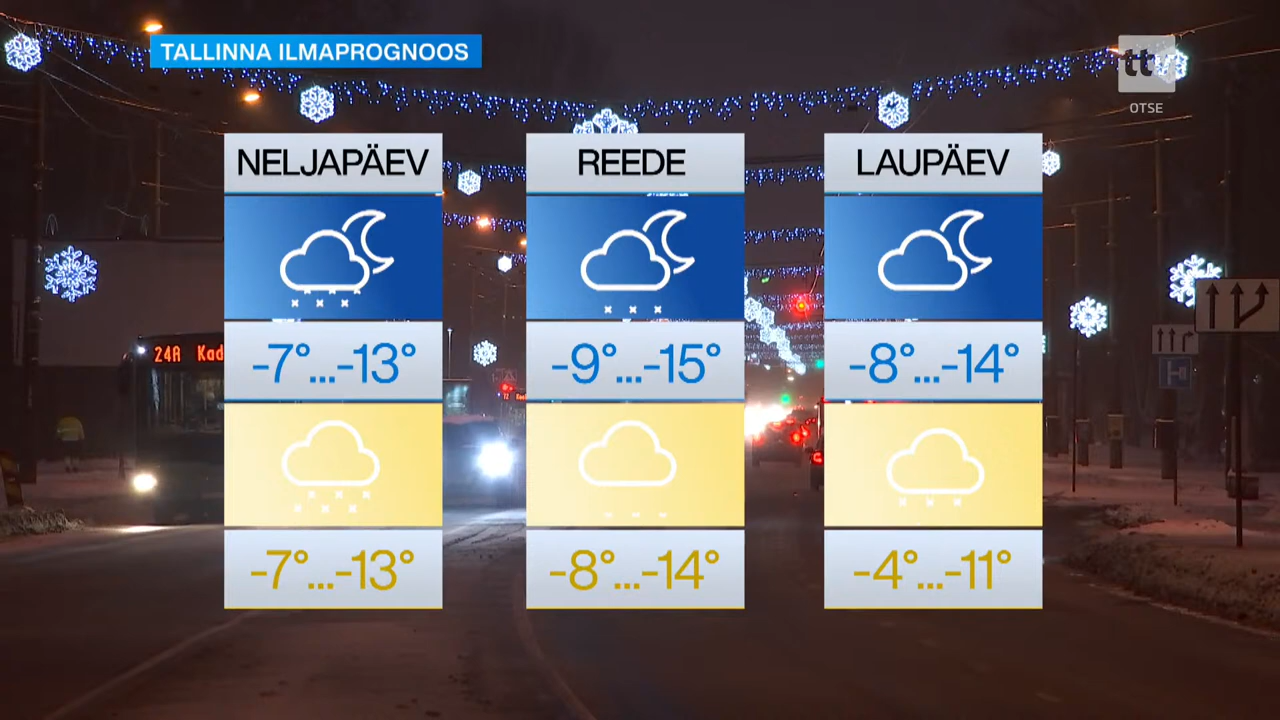 TALLINNA ILMAPROGNOOS
ttv
OTSE
NELJAPÄEV
REEDE
LAUPÄEV
-7°...-13°
-9°...-15°
-8°...-14°
24A Kad
-7°...-13°
-8°...-14°
-4°...-11°